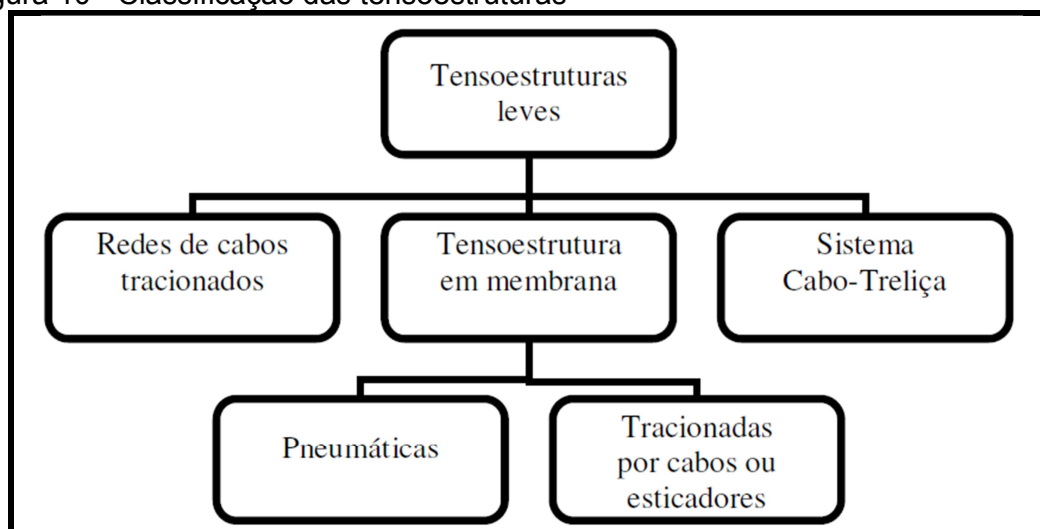 Classificação das tensoestruturas
Tensoestruturas
leves
Redes de cabos
tracionados
Tensoestrutura
em membrana
Sistema
Cabo-Treliça
Pneumáticas
Tracionadas
por cabos ou
esticadores